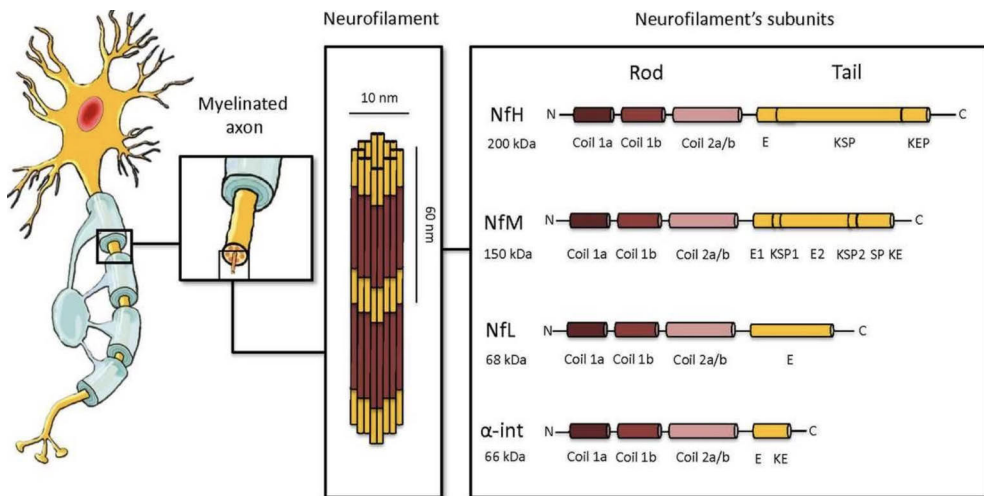 Neurofilament
Neurofilament's subunits
Myelinated
axon
10 nm
60 nm
Rod
Tail
NfH
N
C
200 kDa
Coil 1a
Coil 1b
Coil 2a/b
E
KSP
KEP
NfM
N
C
150 kDa
Coil 1a
Coil 1b
Coil 2a/b
E1
KSP1
E2
KSP2
SP
KE
NfL
N
C
68 kDa
Coil 1a
Coil 1b
Coil 2a/b
E
α-int
N
C
66 kDa
Coil 1a
Coil 1b
Coil 2a/b
E
KE